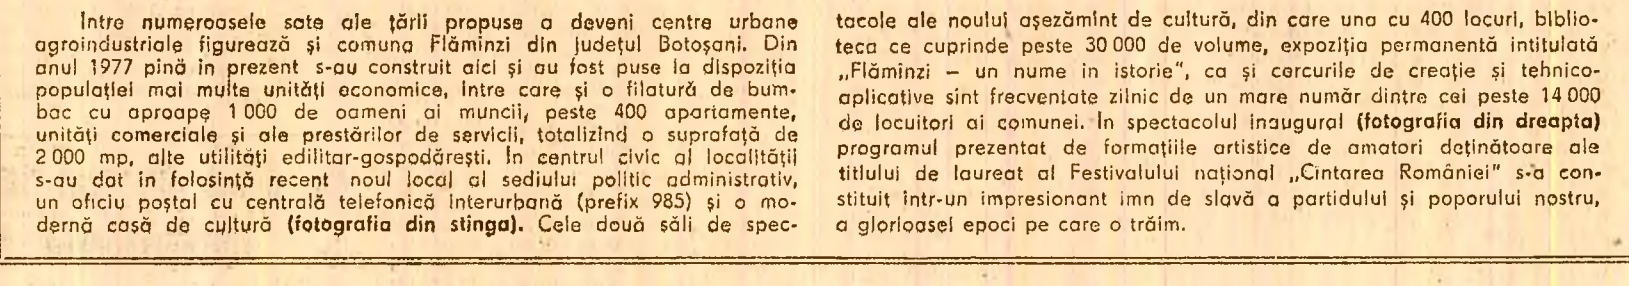 Intre numeroasele sate ale țării propuse a deveni centre urbane
agroindustriale figurează și comuna Flămînzi din județul Botoșani. Din
anul 1977 pînă în prezent s-au construit aici și au fost puse la dispoziția
populației mai multe unități economice, între care și o filatură de bum-
bac cu aproape 1 000 de oameni ai muncii, peste 400 apartamente,
unități comerciale și ale prestărilor de servicii, totalizînd o suprafață de
2 000 mp, alte utilități edilitar-gospodărești. În centrul civic al localității
s-au dat în folosință recent noul local al sediului politic administrativ,
un oficiu poștal cu centrală telefonică interurbană (prefix 985) și o mo-
dernă casă de cultură (fotografia din stînga). Cele două săli de spec-
tacole ale noului așezămînt de cultură, din care una cu 400 locuri, biblio-
teca ce cuprinde peste 30 000 de volume, expoziția permanentă intitulată
„Flămînzi — un nume în istorie", ca și cercurile de creație și tehnico-
aplicative sînt frecventate zilnic de un mare număr dintre cei peste 14 000
de locuitori ai comunei. În spectacolul inaugural (fotografia din dreapta)
programul prezentat de formațiile artistice de amatori deținătoare ale
titlului de laureat al Festivalului național „Cîntarea României" s-a con-
stituit într-un impresionant imn de slavă a partidului și poporului nostru,
a glorioasei epoci pe care o trăim.